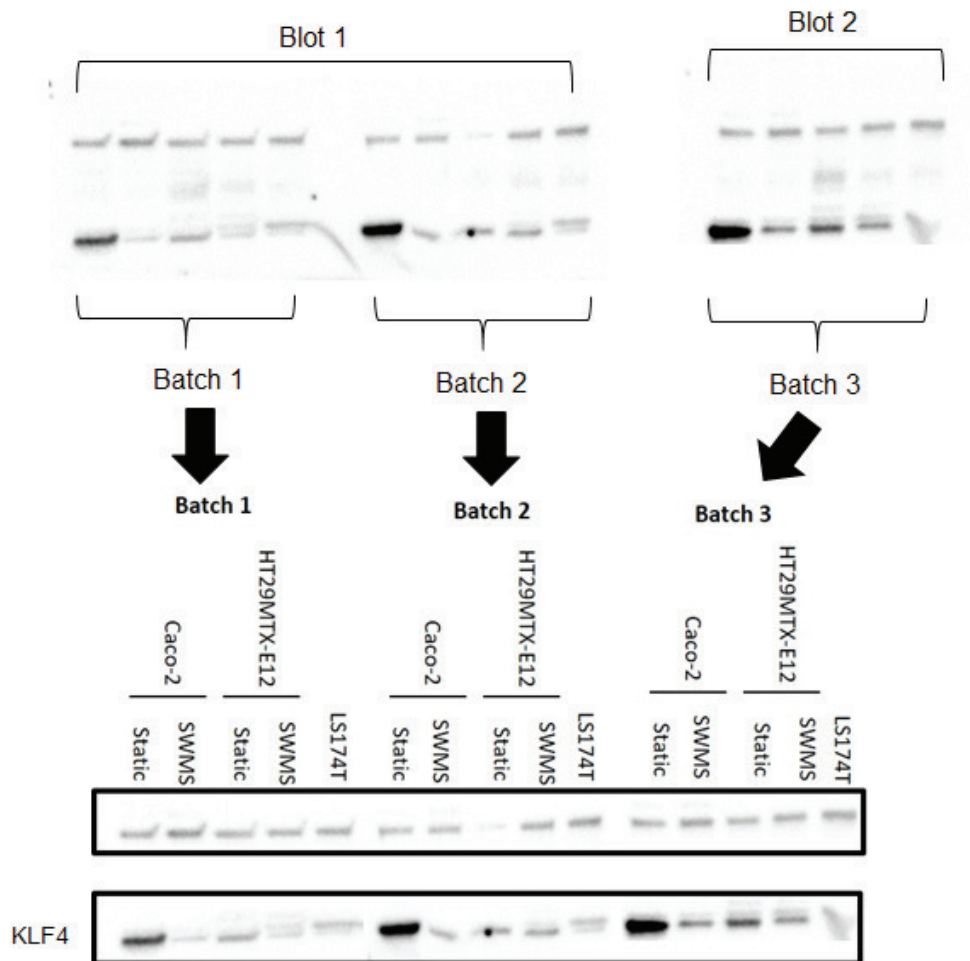 Blot 1
Blot 2
Batch 1
Batch 2
Batch 3
Batch 1
Batch 2
Batch 3
Caco-2
HT29MTX-E12
Caco-2
HT29MTX-E12
Caco-2
HT29MTX-E12
Static
SWMS
Static
SWMS
LS174T
Static
SWMS
Static
SWMS
LS174T
Static
SWMS
Static
SWMS
LS174T
KLF4